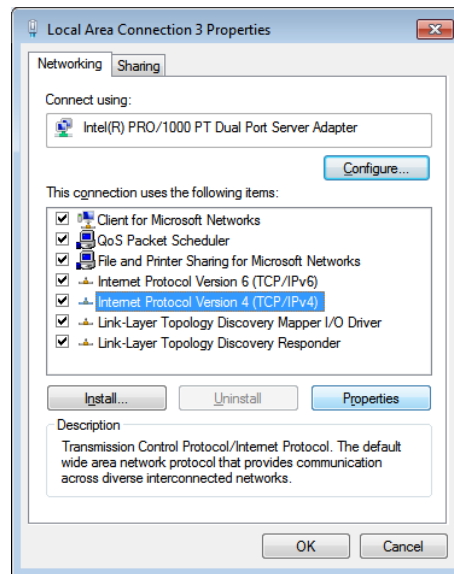 Local Area Connection 3 Properties
Networking
Sharing
Connect using:
Intel(R) PRO/1000 PT Dual Port Server Adapter
Configure...
This connection uses the following items:
Client for Microsoft Networks
QoS Packet Scheduler
File and Printer Sharing for Microsoft Networks
Internet Protocol Version 6 (TCP/IPv6)
Internet Protocol Version 4 (TCP/IPv4)
Link-Layer Topology Discovery Mapper I/O Driver
Link-Layer Topology Discovery Responder
Install...
Uninstall
Properties
Description
Transmission Control Protocol/Internet Protocol. The default
wide area network protocol that provides communication
across diverse interconnected networks.
OK
Cancel